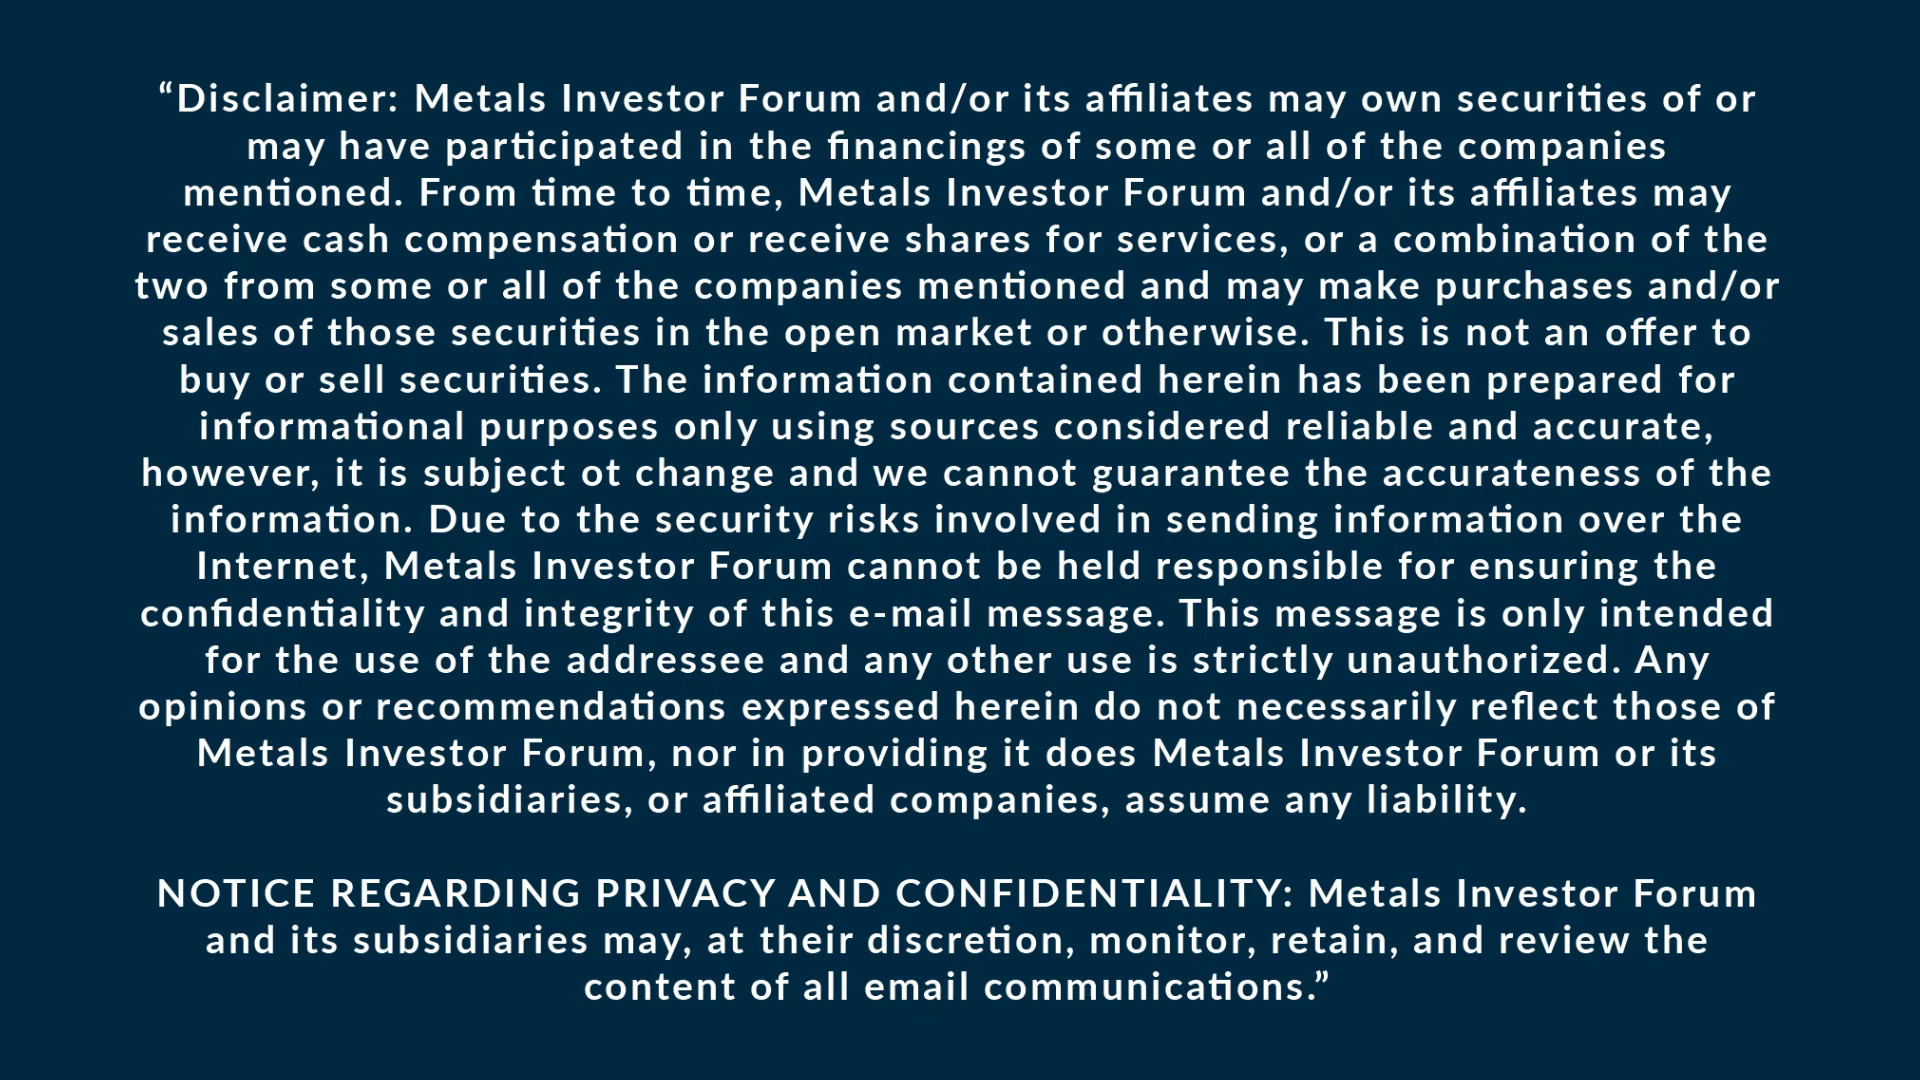 “Disclaimer: Metals Investor Forum and/or its affiliates may own securities of or
may have participated in the financings of some or all of the companies
mentioned. From time to time, Metals Investor Forum and/or its affiliates may
receive cash compensation or receive shares for services, or a combination of the
two from some or all of the companies mentioned and may make purchases and/or
sales of those securities in the open market or otherwise. This is not an offer to
buy or sell securities. The information contained herein has been prepared for
informational purposes only using sources considered reliable and accurate,
however, it is subject ot change and we cannot guarantee the accurateness of the
information. Due to the security risks involved in sending information over the
Internet, Metals Investor Forum cannot be held responsible for ensuring the
confidentiality and integrity of this e-mail message. This message is only intended
for the use of the addressee and any other use is strictly unauthorized. Any
opinions or recommendations expressed herein do not necessarily reflect those of
Metals Investor Forum, nor in providing it does Metals Investor Forum or its
subsidiaries, or affiliated companies, assume any liability.
NOTICE REGARDING PRIVACY AND CONFIDENTIALITY: Metals Investor Forum
and its subsidiaries may, at their discretion, monitor, retain, and review the
content of all email communications.”